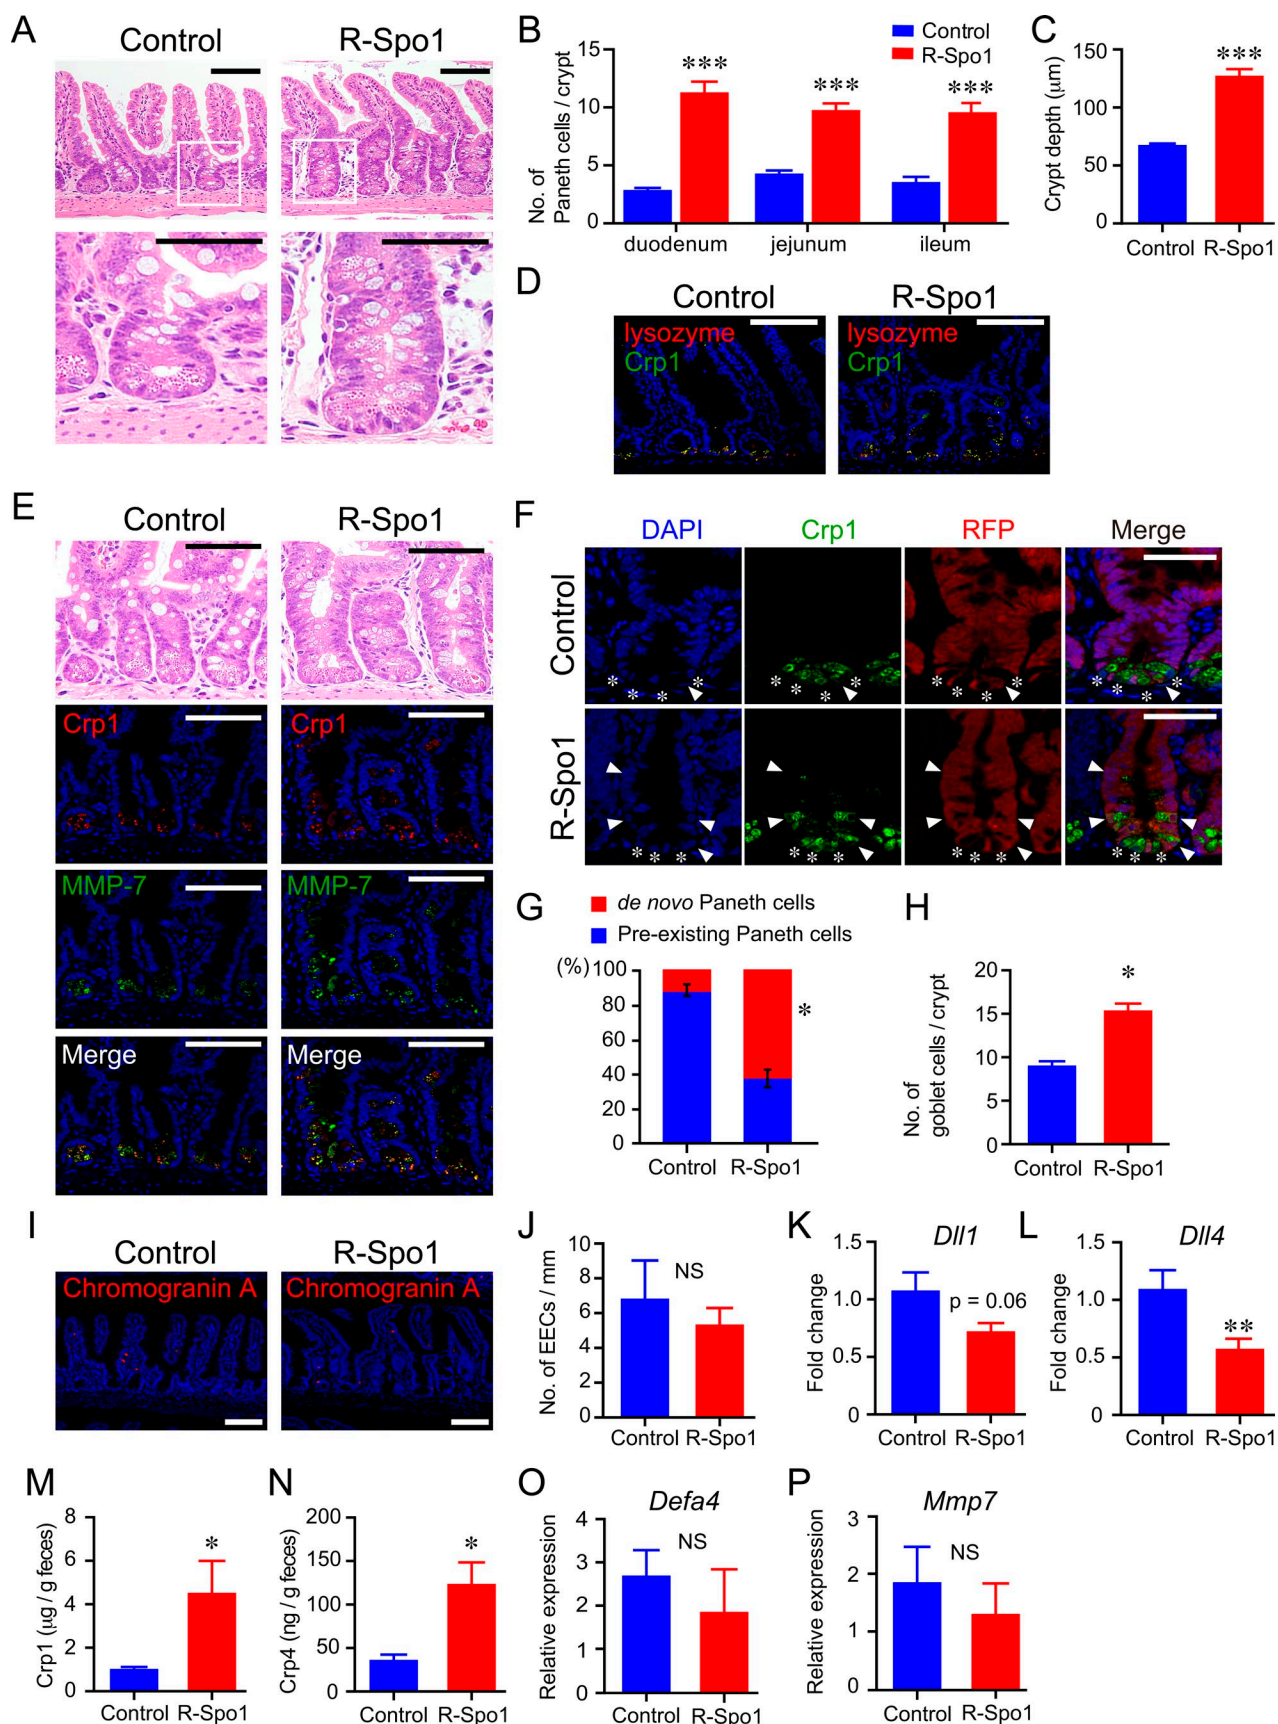 A
Control
R-Spo1
B
Control
R-Spo1
No. of
Paneth cells / crypt
15
10
5
0
***
***
***
duodenum
jejunum
ileum
C
Crypt depth (μm)
150
100
50
0
***
Control R-Spo1
D
Control
R-Spo1
lysozyme
Crp1
lysozyme
Crp1
E
Control
R-Spo1
Crp1
Crp1
MMP-7
MMP-7
Merge
Merge
F
DAPI
Crp1
RFP
Merge
Control
* * * * *
* * * * *
* * * * *
* * * * *
R-Spo1
* * * *
* * * *
* * * *
* * * *
G
de novo Paneth cells
Pre-existing Paneth cells
(%)
100
80
60
40
20
0
*
Control R-Spo1
H
No. of
goblet cells / crypt
20
15
10
5
0
*
Control R-Spo1
I
Control
R-Spo1
Chromogranin A
Chromogranin A
J
No. of EECs / mm
10
8
6
4
2
0
NS
Control R-Spo1
K
Dll1
Fold change
1.5
1.0
0.5
0
p = 0.06
Control R-Spo1
L
Dll4
Fold change
1.5
1.0
0.5
0
**
Control R-Spo1
M
Crp1 (μg / g feces)
8
6
4
2
0
*
Control R-Spo1
N
Crp4 (ng / g feces)
200
150
100
50
0
*
Control R-Spo1
O
Defa4
Relative expression
4
3
2
1
0
NS
Control R-Spo1
P
Mmp7
Relative expression
3
2
1
0
NS
Control R-Spo1